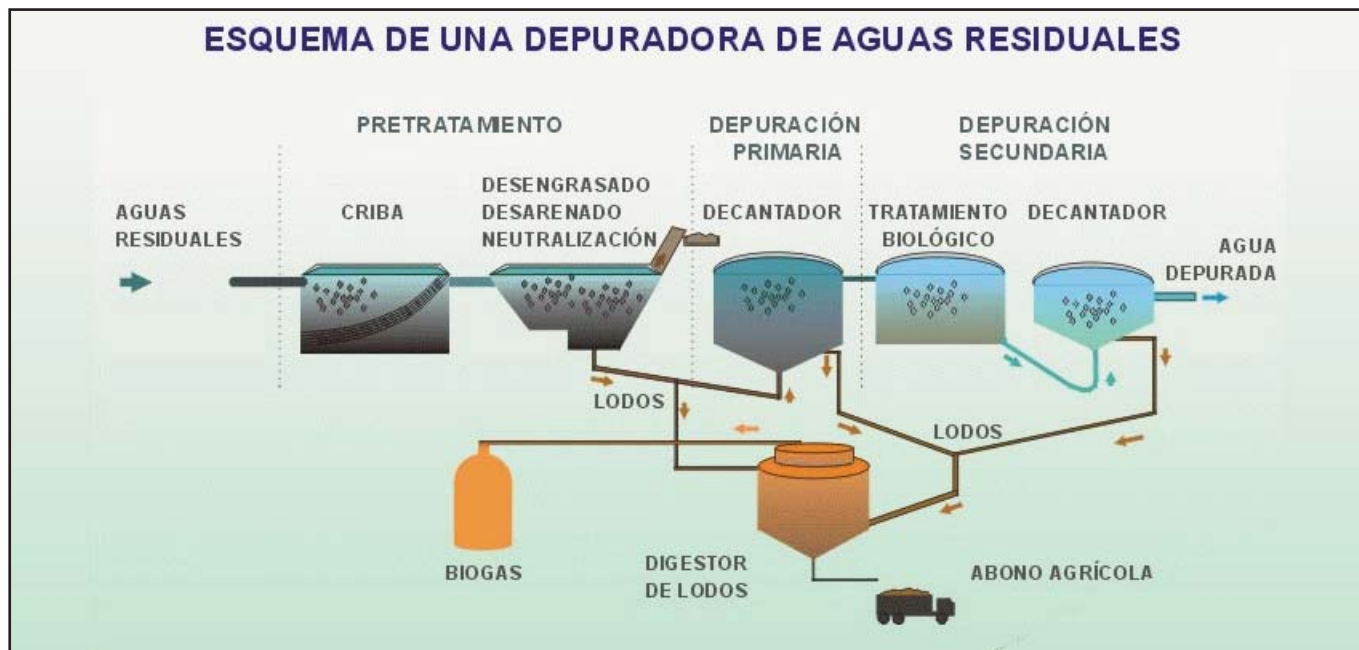 ESQUEMA DE UNA DEPURADORA DE AGUAS RESIDUALES
PRETRATAMIENTO
DEPURACIÓN
PRIMARIA
DEPURACIÓN
SECUNDARIA
AGUAS
RESIDUALES
CRIBA
DESENGRASADO
DESARENADO
NEUTRALIZACIÓN
DECANTADOR
TRATAMIENTO
BIOLÓGICO
DECANTADOR
AGUA
DEPURADA
LODOS
LODOS
BIOGAS
DIGESTOR
DE LODOS
ABONO AGRÍCOLA